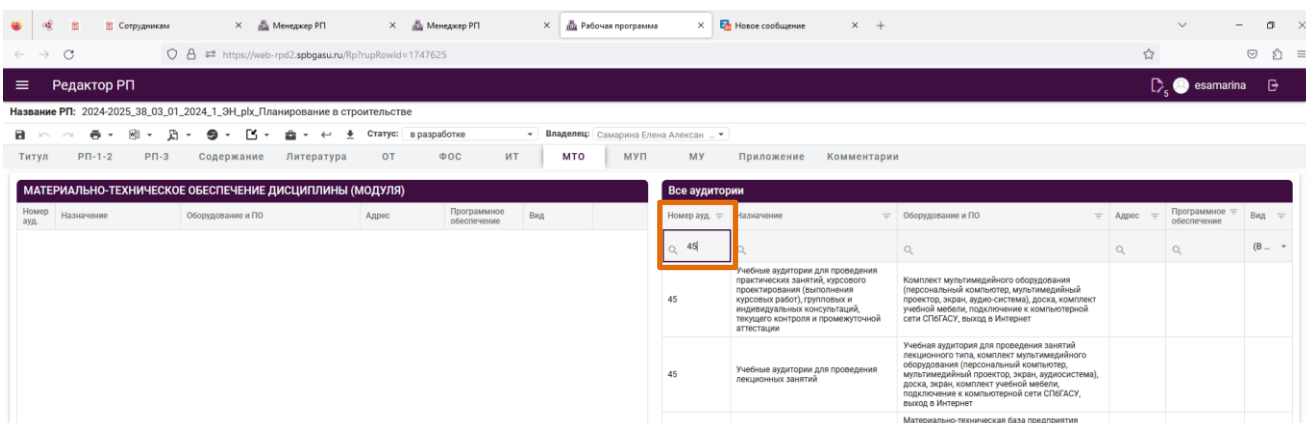 Сотрудникам
Менеджер РП
Менеджер РП
Рабочая программа
Новое сообщение
https://web-rpd2.spbgasu.ru/Rp?rupRowId=1747625
Редактор РП
5
esamarina
Название РП: 2024-2025_38_03_01_2024_1_ЭН_plx_Планирование в строительстве
Статус: в разработке
Владелец: Самарина Елена Алексан ...
Титул РП-1-2 РП-3 Содержание Литература ОТ ФОС ИТ МТО МУП МУ Приложение Комментарии
МАТЕРИАЛЬНО-ТЕХНИЧЕСКОЕ ОБЕСПЕЧЕНИЕ ДИСЦИПЛИНЫ (МОДУЛЯ)
Номер ауд.
Назначение
Оборудование и ПО
Адрес
Программное обеспечение
Вид
Все аудитории
Номер ауд.
Назначение
Оборудование и ПО
Адрес
Программное
обеспечение
Вид
45
(В ...
45
Учебные аудитории для проведения
практических занятий, курсового
проектирования (выполнения
курсовых работ), групповых и
индивидуальных консультаций,
текущего контроля и промежуточной
аттестации
Комплект мультимедийного оборудования
(персональный компьютер, мультимедийный
проектор, экран, аудио-система), доска, комплект
учебной мебели, подключение к компьютерной
сети СПбГАСУ, выход в Интернет
45
Учебные аудитории для проведения
лекционных занятий
Учебная аудитория для проведения занятий
лекционного типа, комплект мультимедийного
оборудования (персональный компьютер,
мультимедийный проектор, экран, аудиосистема),
доска, экран, комплект учебной мебели,
подключение к компьютерной сети СПбГАСУ,
выход в Интернет
Материально-техническая база предприятия